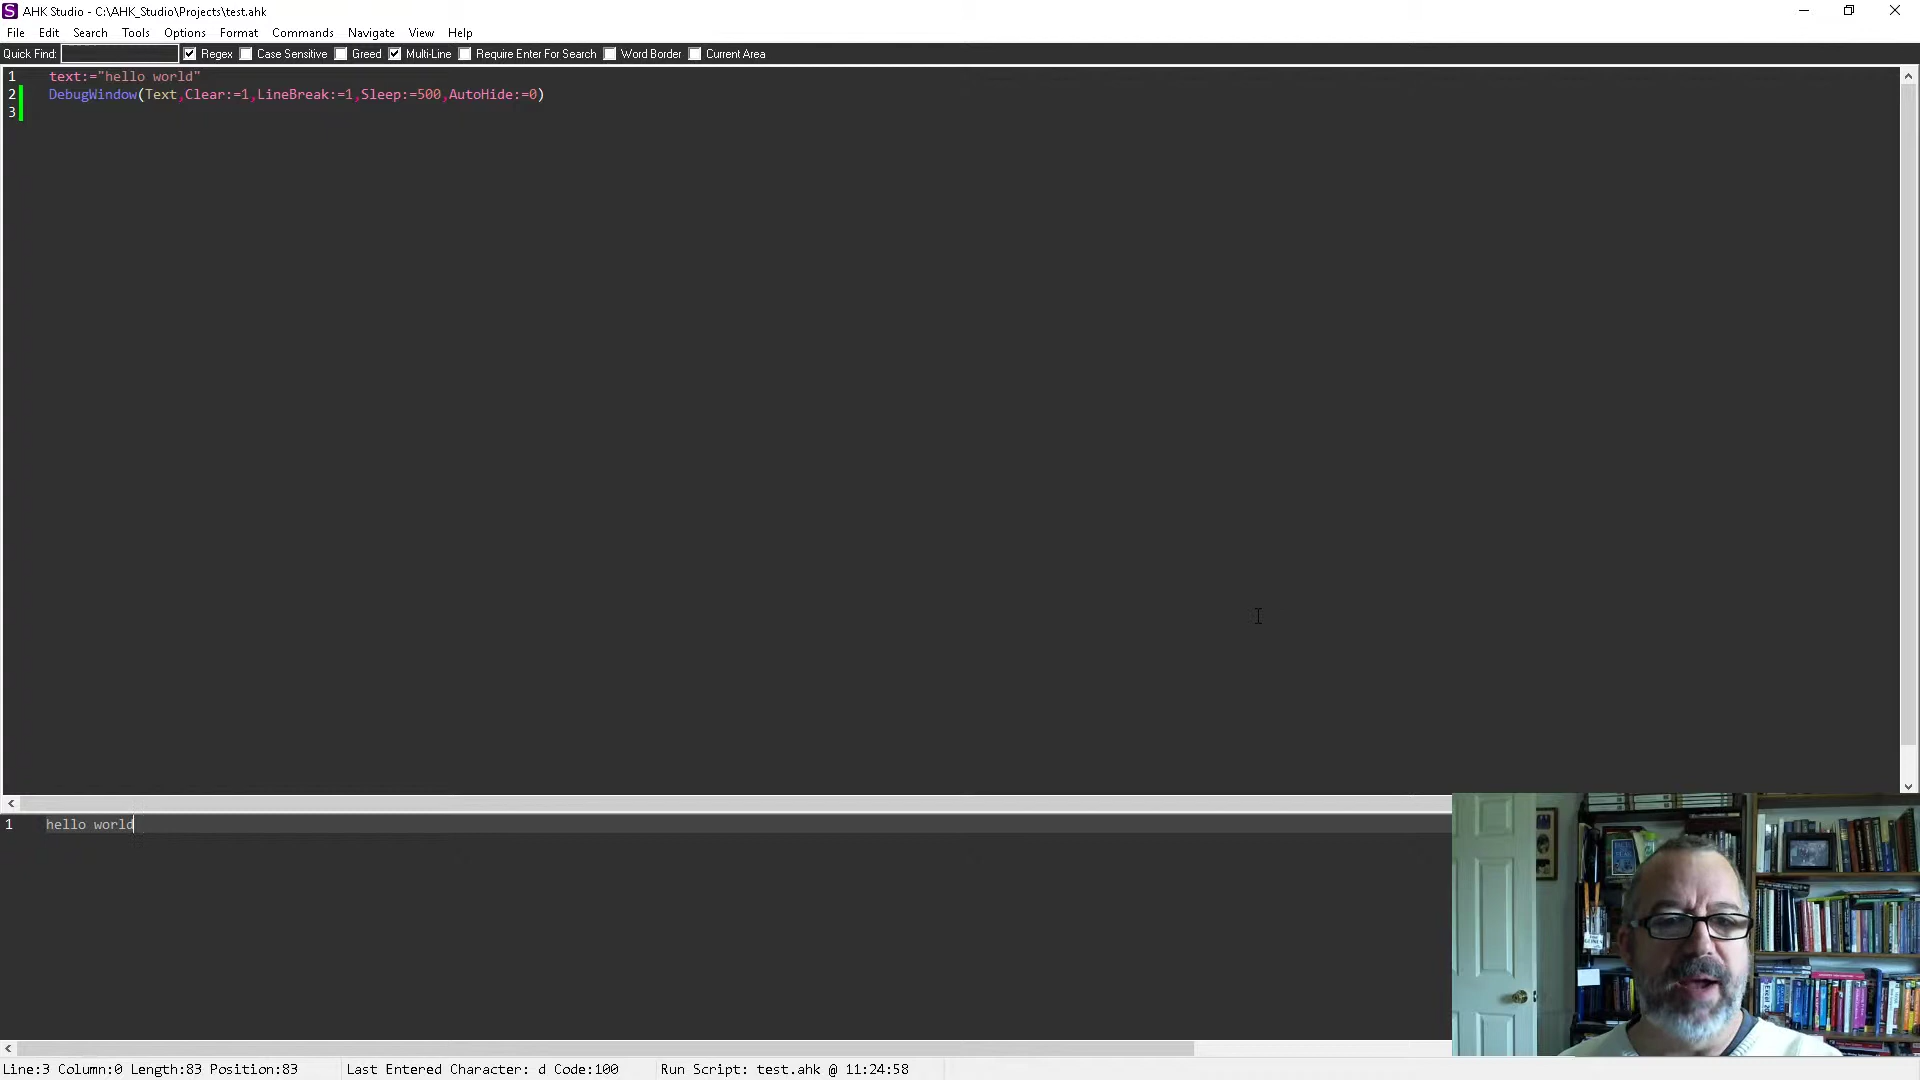 AHK Studio - C:\AHK_Studio\Projects\test.ahk
File Edit Search Tools Options Format Commands Navigate View Help
Quick Find: Regex Case Sensitive Greed Multi-Line Require Enter For Search Word Border Current Area
1 text:="hello world"
2 DebugWindow(Text,Clear:=1,LineBreak:=1,Sleep:=500,AutoHide:=0)
3
1 hello world
Line:3 Column:0 Length:83 Position:83 Last Entered Character: d Code:100 Run Script: test.ahk @ 11:24:58